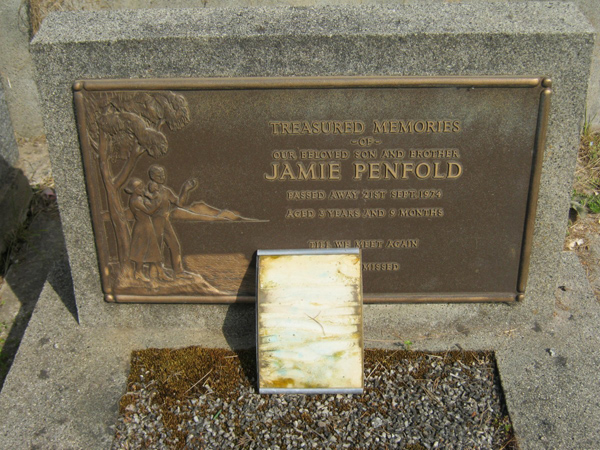 TREASURED MEMORIES
~OF~
OUR BELOVED SON AND BROTHER
JAMIE PENFOLD
PASSED AWAY 21ST SEPT. 1924
AGED 3 YEARS AND 9 MONTHS
TILL WE MEET AGAIN
MISSED